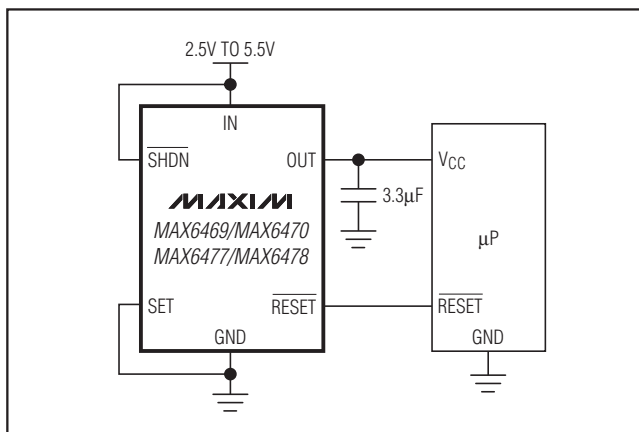 2.5V TO 5.5V
IN
SHDN
OUT
VCC
MAXIM
3.3µF
MAX6469/MAX6470
µP
MAX6477/MAX6478
SET
RESET
RESET
GND
GND